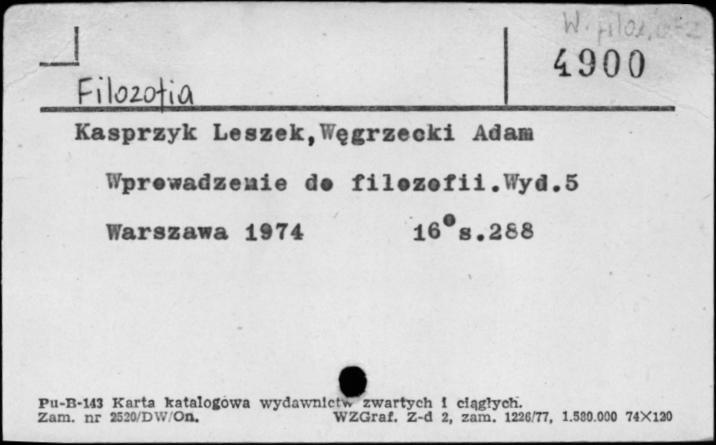 4900
Filozofia
Kasprzyk Leszek,Węgrzecki Adam
Wprowadzenie do filozofii.Wyd.5
Warszawa 1974 16° s.288
Pu-B-143 Karta katalogowa wydawnictw zwartych i ciągłych.
Zam. nr 2520/DW/On. WZGraf. Z-d 2, zam. 1226/77, 1.580.000 74X120